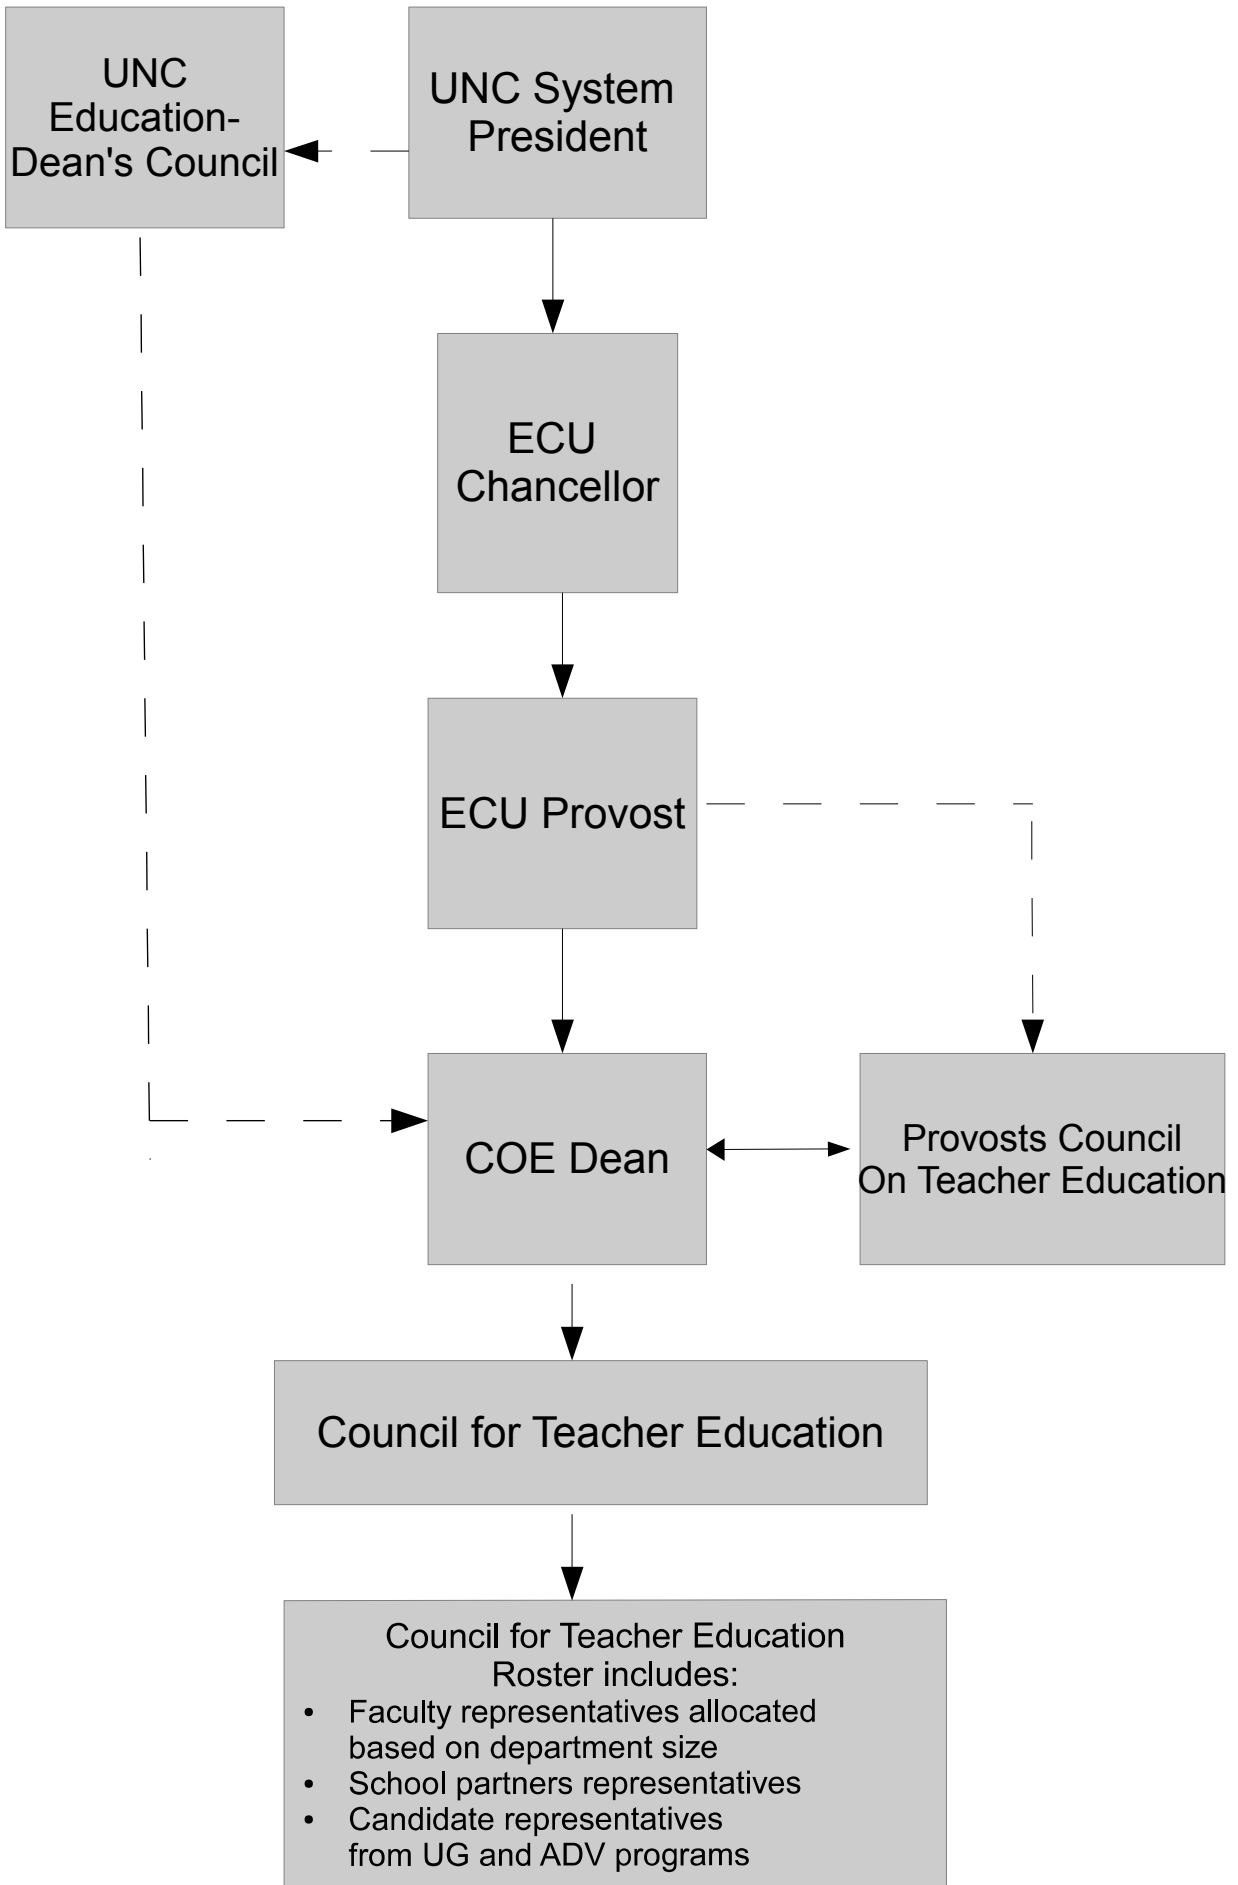 UNC
Education-
Dean's Council
UNC System
President
ECU
Chancellor
ECU Provost
COE Dean
Provosts Council
On Teacher Education
Council for Teacher Education
Council for Teacher Education
Roster includes:
• Faculty representatives allocated
based on department size
• School partners representatives
• Candidate representatives
from UG and ADV programs